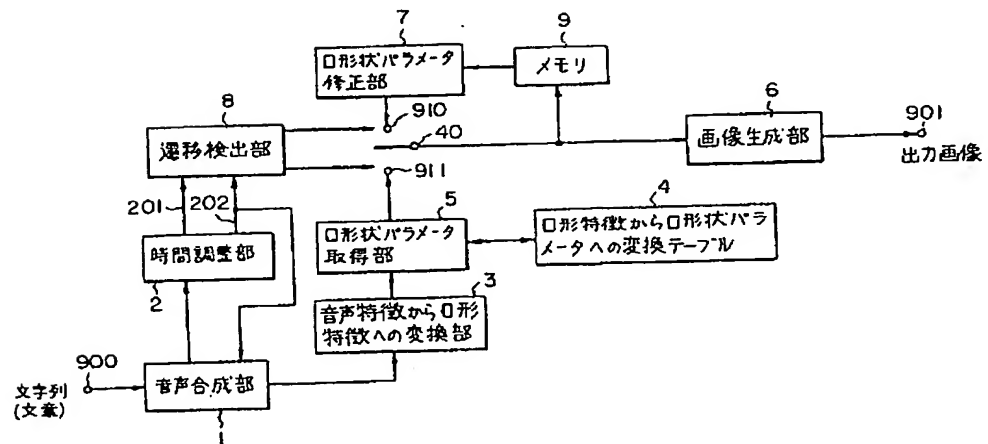 7
口形状パラメータ
修正部
9
メモリ
8
遷移検出部
910
40
911
6
画像生成部
901
出力画像
201
202
5
口形状パラメータ
取得部
4
口形特徴から口形状パラ
メータへの変換テーブル
時間調整部
2
3
音声特徴から口形
特徴への変換部
900
文字列
(文章)
音声合成部
1